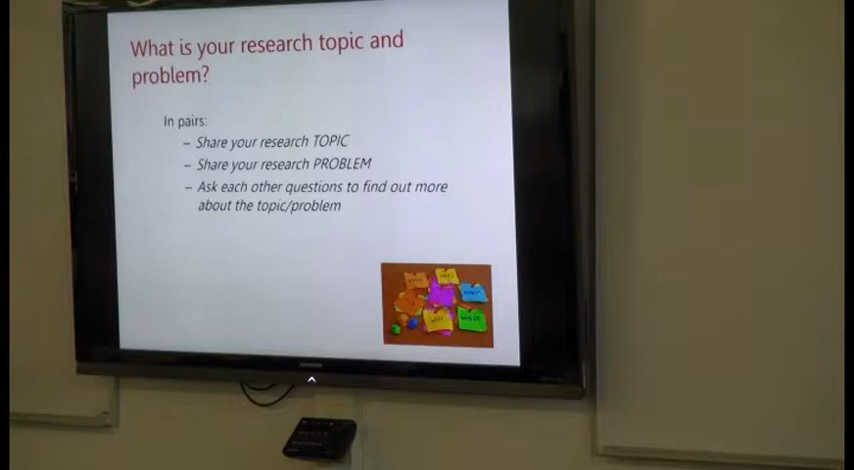 What is your research topic and
problem?
In pairs:
– Share your research TOPIC
– Share your research PROBLEM
– Ask each other questions to find out more
about the topic/problem